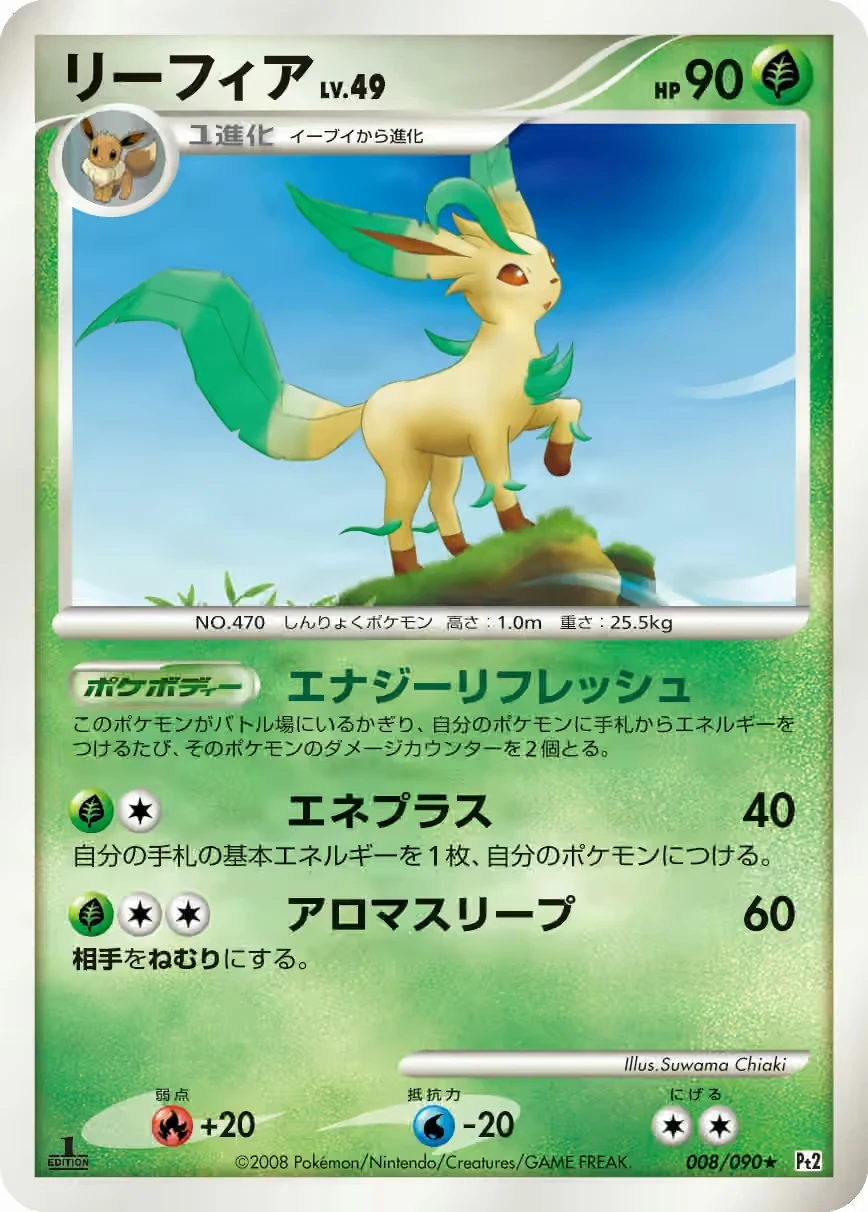 リーフィア LV.49 HP 90
1進化 イーブイから進化
NO.470 しんりょくポケモン 高さ：1.0m 重さ：25.5kg
ポケボディー エナジーリフレッシュ
このポケモンがバトル場にいるかぎり、自分のポケモンに手札からエネルギーを
つけるたび、そのポケモンのダメージカウンターを2個とる。
エネプラス 40
自分の手札の基本エネルギーを1枚、自分のポケモンにつける。
アロマスリープ 60
相手をねむりにする。
Illus.Suwama Chiaki
弱点 抵抗力 にげる
+20 -20
1 EDITION ©2008 Pokémon/Nintendo/Creatures/GAME FREAK. 008/090★ Pt2